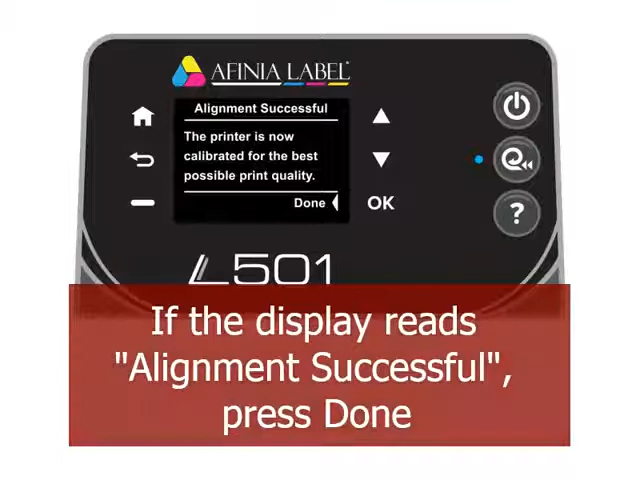 AFINIA LABEL
Alignment Successful
The printer is now
calibrated for the best
possible print quality.
Done
OK
?
L501
If the display reads
"Alignment Successful",
press Done